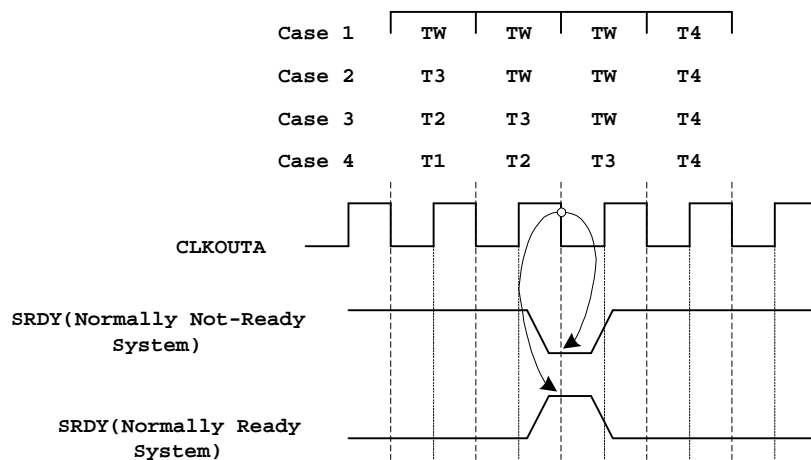 Case 1 TW TW TW T4
Case 2 T3 TW TW T4
Case 3 T2 T3 TW T4
Case 4 T1 T2 T3 T4
CLKOUTA
SRDY(Normally Not-Ready
System)
SRDY(Normally Ready
System)